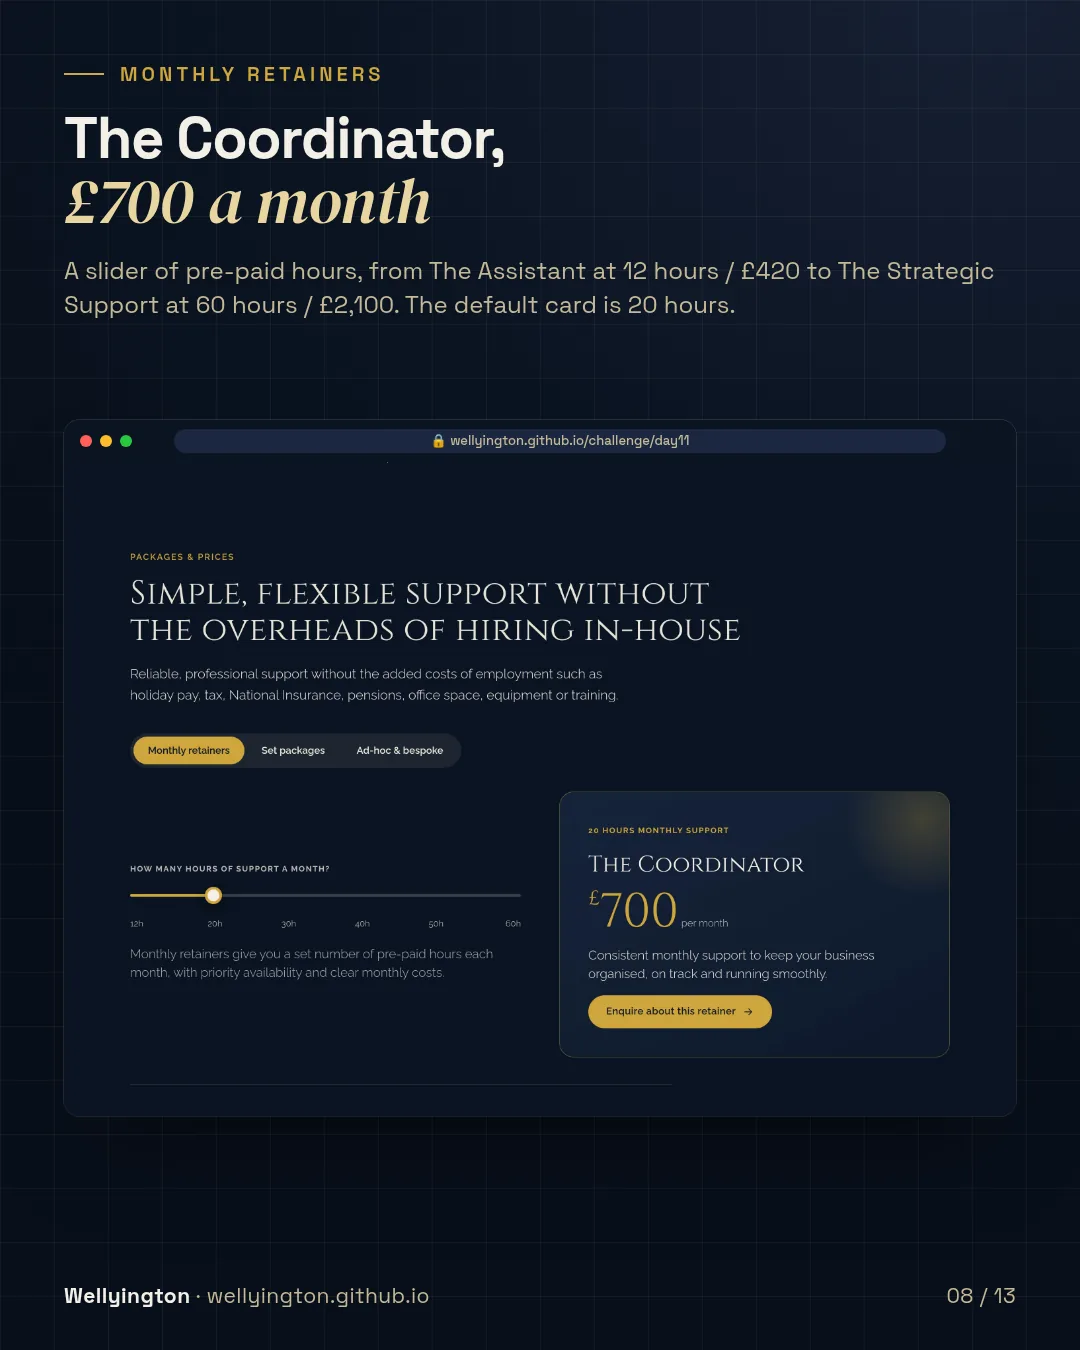 MONTHLY RETAINERS
The Coordinator,
£700 a month
A slider of pre-paid hours, from The Assistant at 12 hours / £420 to The Strategic
Support at 60 hours / £2,100. The default card is 20 hours.
🔒 wellyington.github.io/challenge/day11
PACKAGES & PRICES
SIMPLE, FLEXIBLE SUPPORT WITHOUT
THE OVERHEADS OF HIRING IN-HOUSE
Reliable, professional support without the added costs of employment such as
holiday pay, tax, National Insurance, pensions, office space, equipment or training.
Monthly retainers Set packages Ad-hoc & bespoke
HOW MANY HOURS OF SUPPORT A MONTH?
12h 20h 30h 40h 50h 60h
Monthly retainers give you a set number of pre-paid hours each
month, with priority availability and clear monthly costs.
20 HOURS MONTHLY SUPPORT
THE COORDINATOR
£700 per month
Consistent monthly support to keep your business
organised, on track and running smoothly.
Enquire about this retainer →
Wellyington · wellyington.github.io
08 / 13